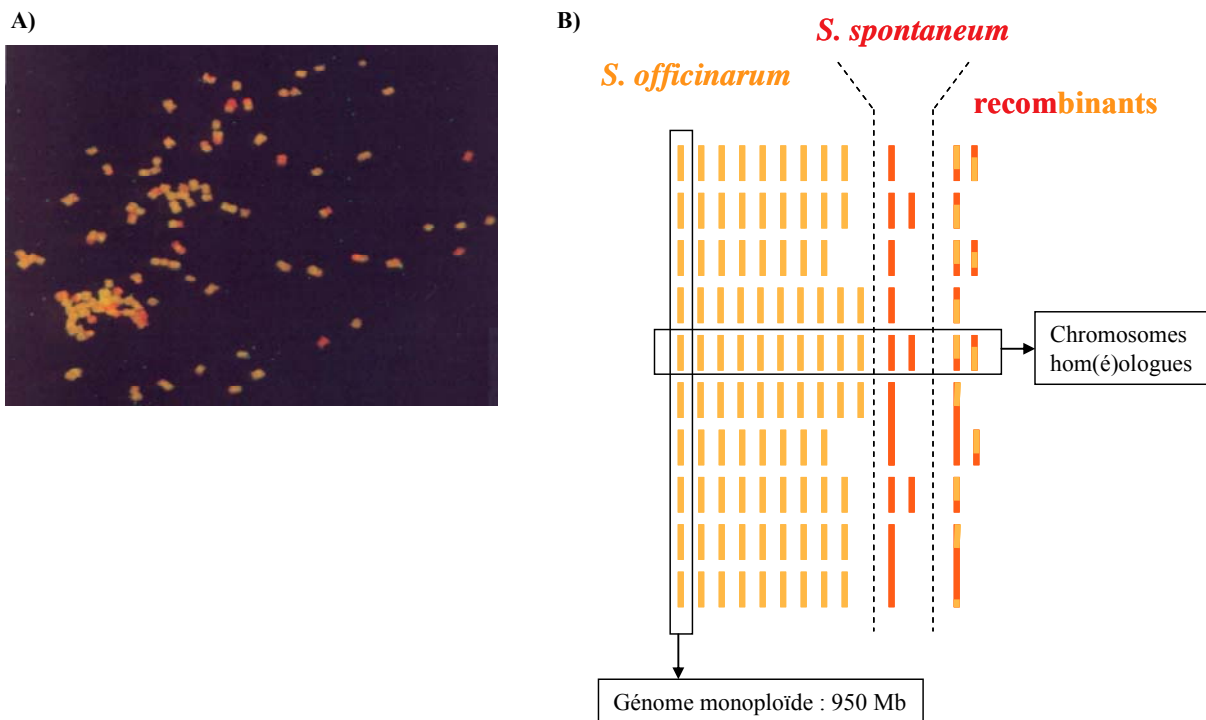 A)
B)
S. spontaneum
S. officinarum
recombinants
Chromosomes
hom(é)ologues
Génome monoploïde : 950 Mb